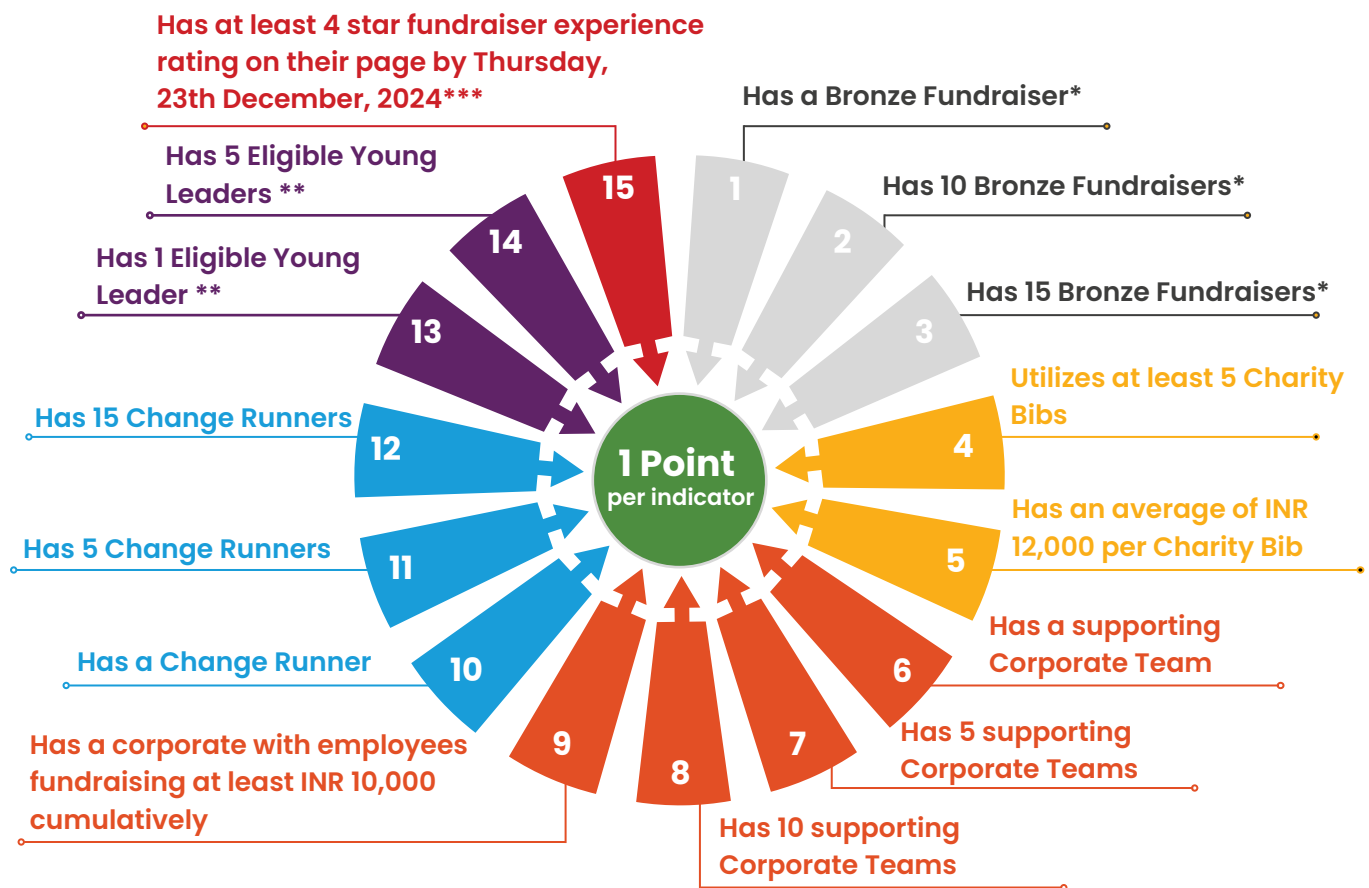 Has at least 4 star fundraiser experience
rating on their page by Thursday,
23th December, 2024***
Has a Bronze Fundraiser*
Has 5 Eligible Young
Leaders **
Has 10 Bronze Fundraisers*
Has 1 Eligible Young
Leader **
Has 15 Bronze Fundraisers*
15
1
14
2
13
3
Utilizes at least 5 Charity
Bibs
Has 15 Change Runners
12
4
1 Point
per indicator
Has an average of INR
12,000 per Charity Bib
Has 5 Change Runners
11
5
Has a supporting
Corporate Team
Has a Change Runner
10
6
Has a corporate with employees
fundraising at least INR 10,000
cumulatively
9
8
7
Has 5 supporting
Corporate Teams
Has 10 supporting
Corporate Teams